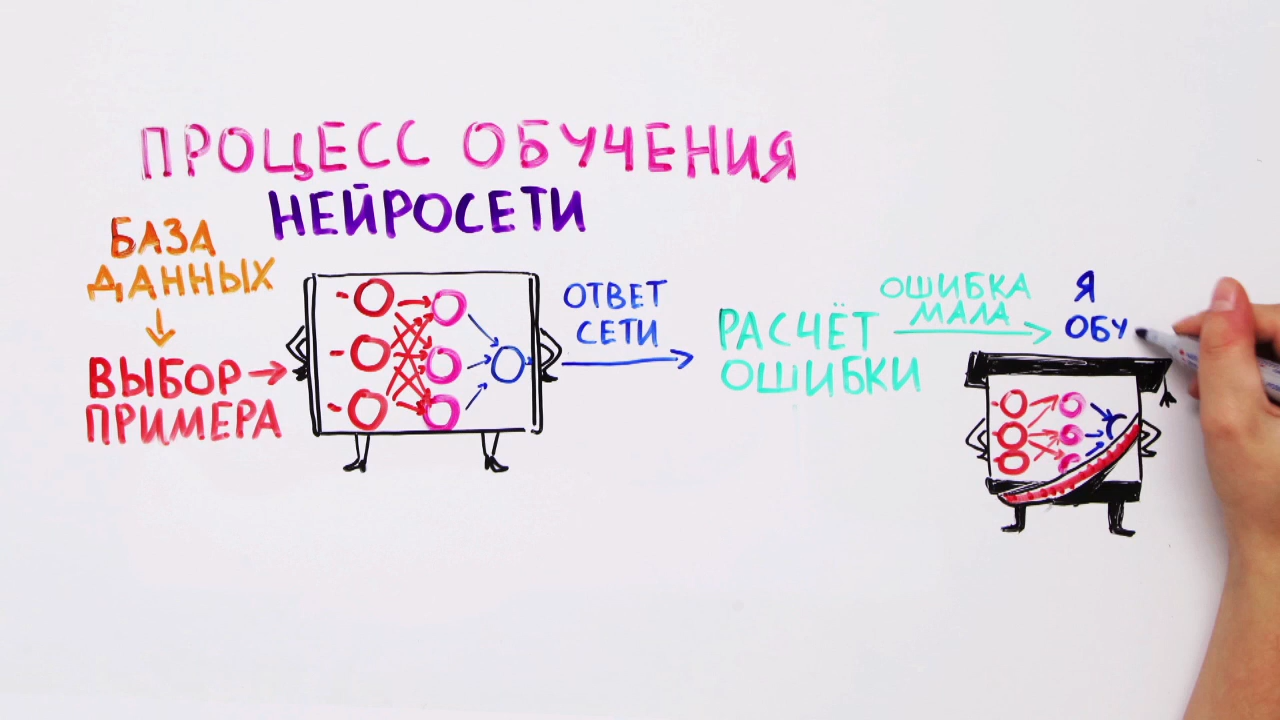 ПРОЦЕСС ОБУЧЕНИЯ
НЕЙРОСЕТИ
БАЗА
ДАННЫХ
ВЫБОР
ПРИМЕРА
ОТВЕТ
СЕТИ
РАСЧЁТ
ОШИБКИ
ОШИБКА
МАЛА
Я
ОБУ